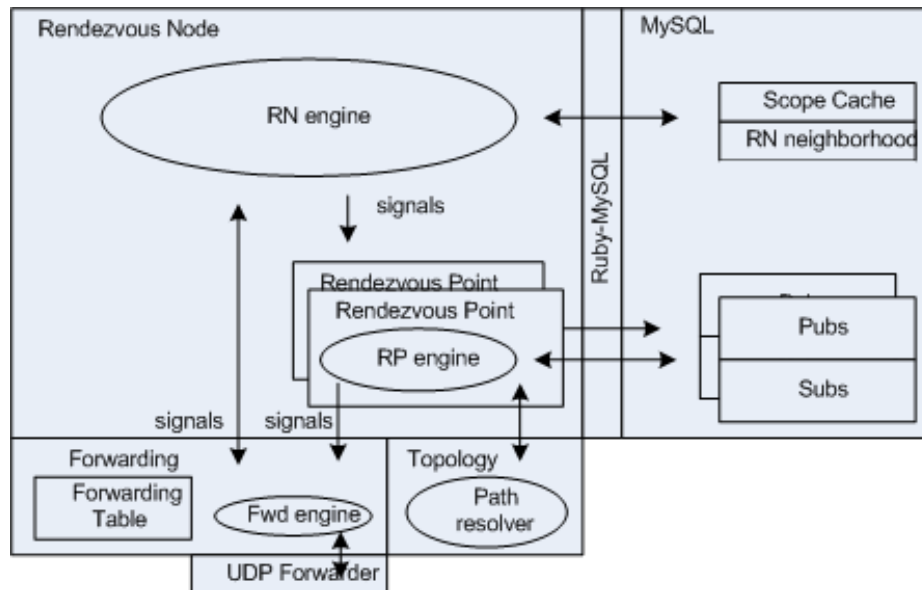 Rendezvous Node
MySQL
RN engine
Scope Cache
RN neighborhood
Ruby-MySQL
signals
Rendezvous Point
Rendezvous Point
RP engine
Pubs
Subs
signals
signals
Forwarding
Topology
Forwarding
Table
Fwd engine
Path
resolver
UDP Forwarder